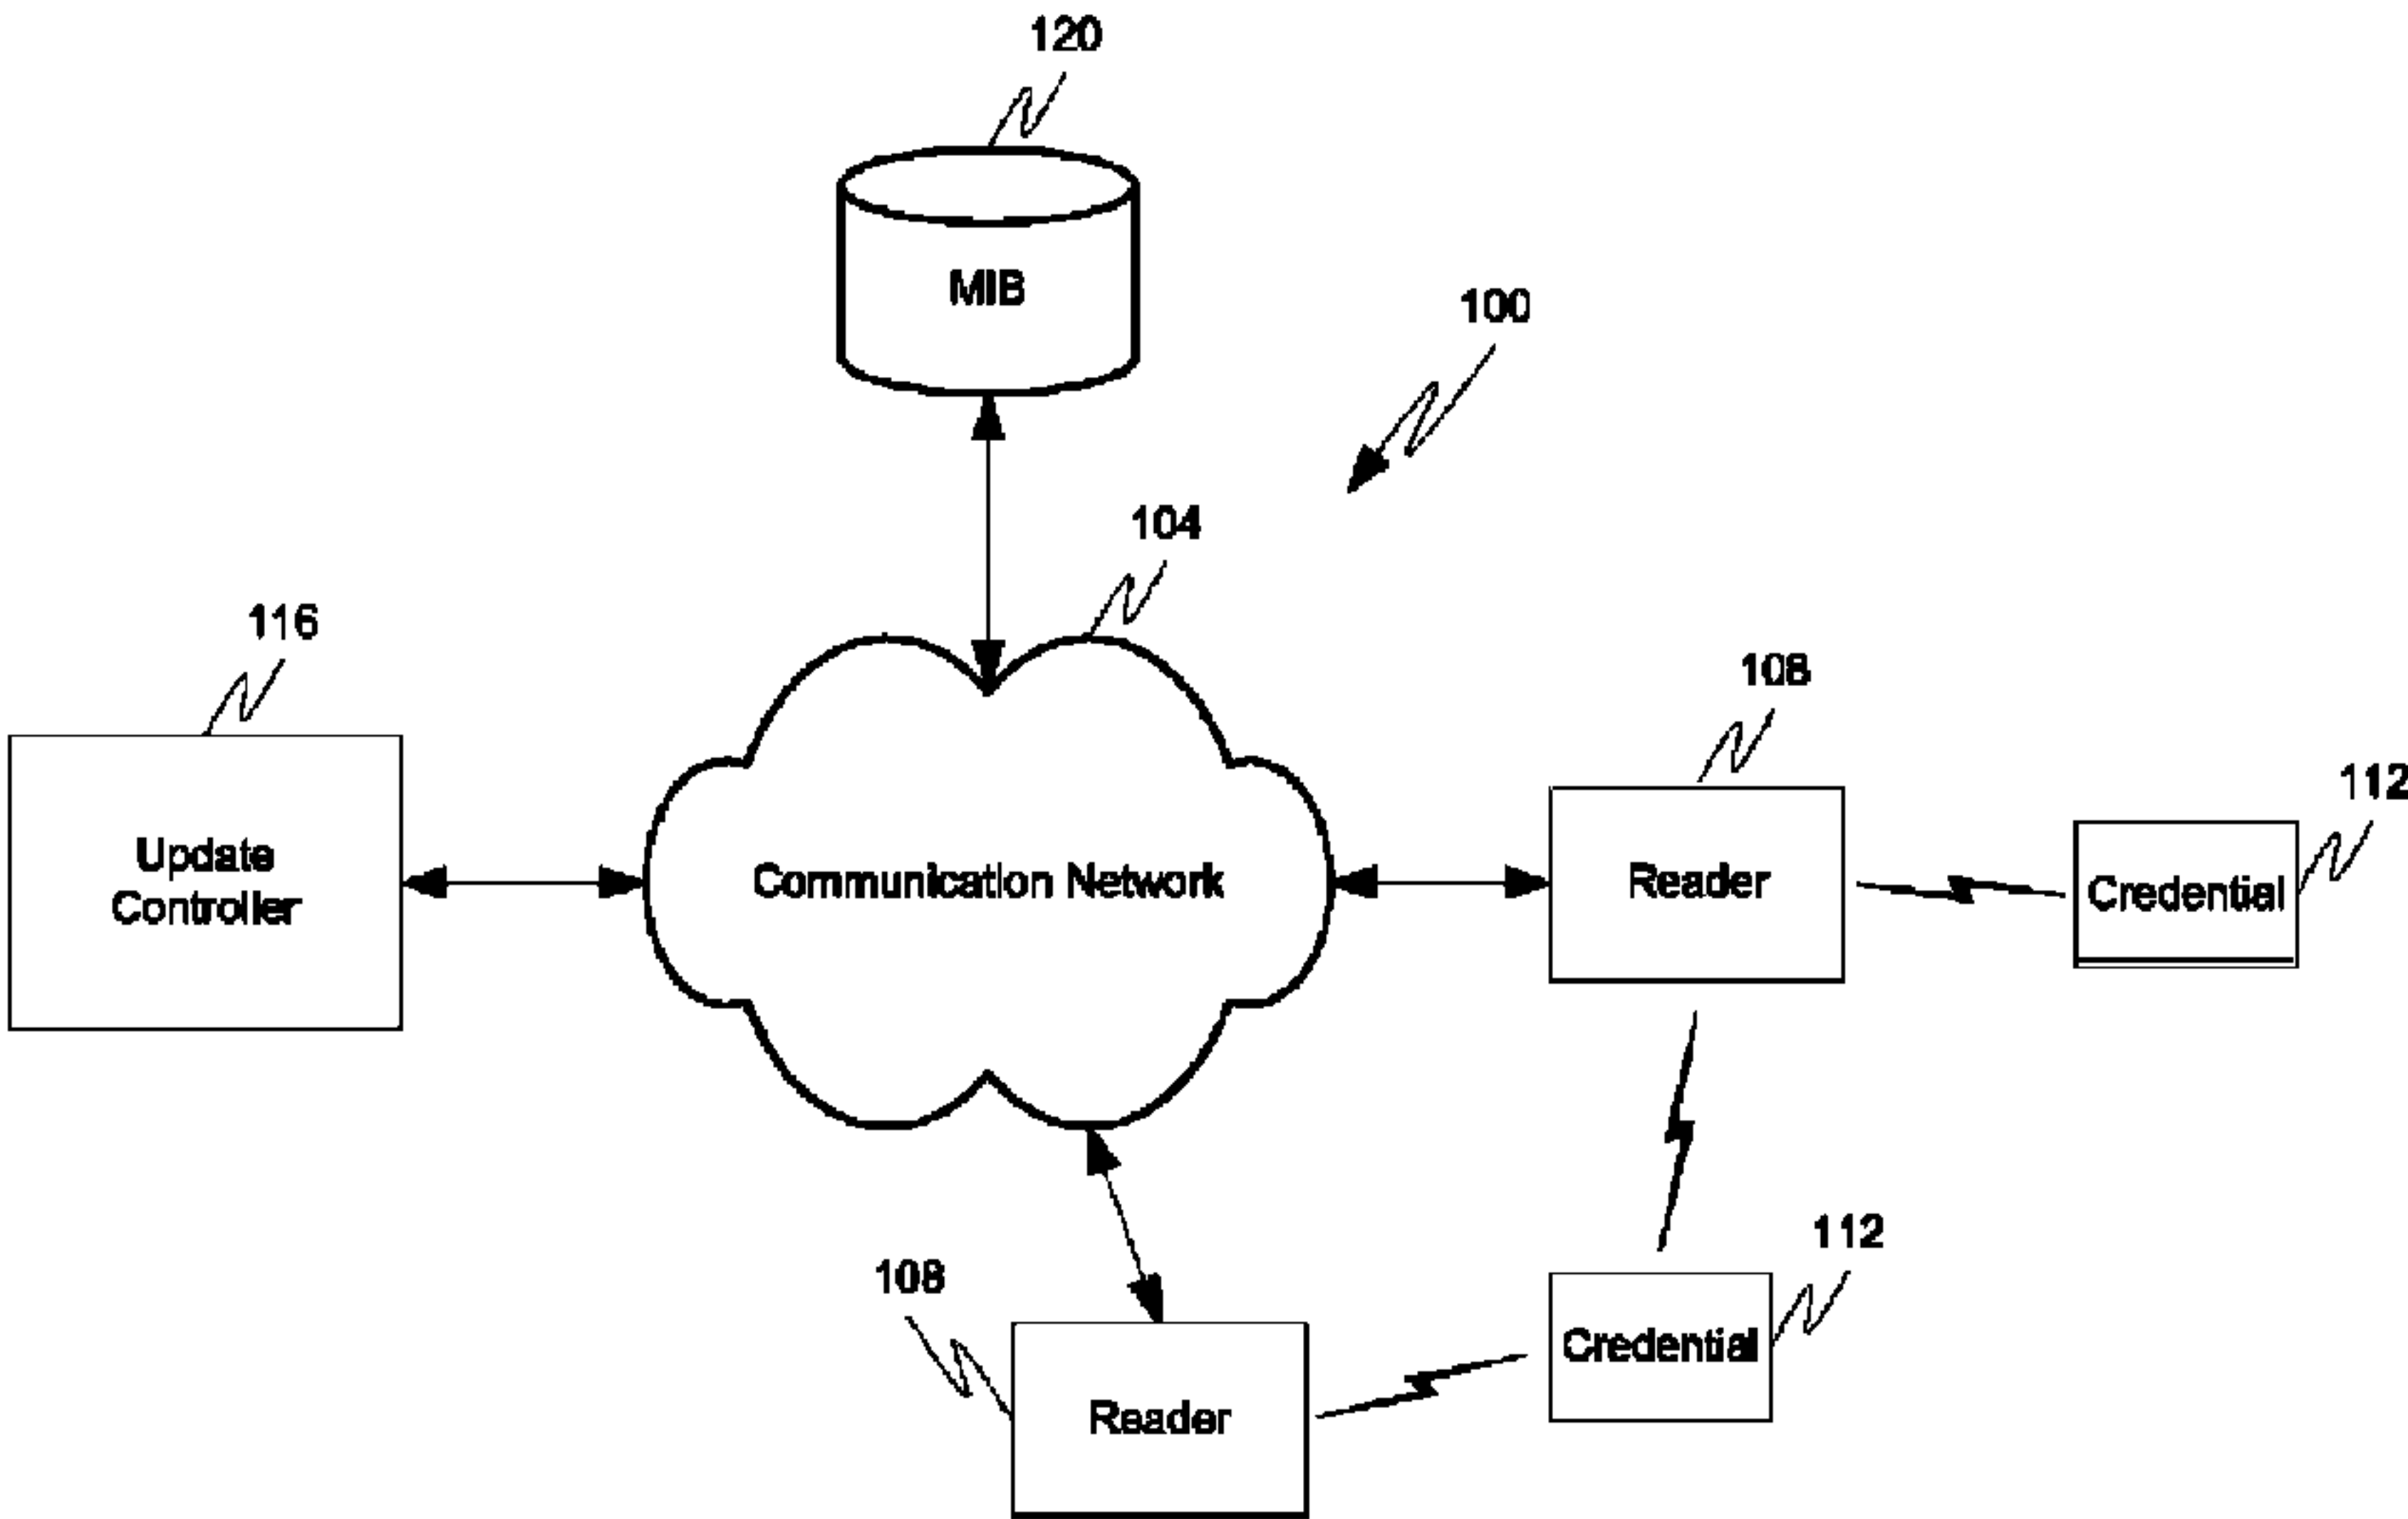 120
MIB
100
104
116
108
112
Update
Controller
Communication Network
Reader
Credential
108
112
Credential
Reader